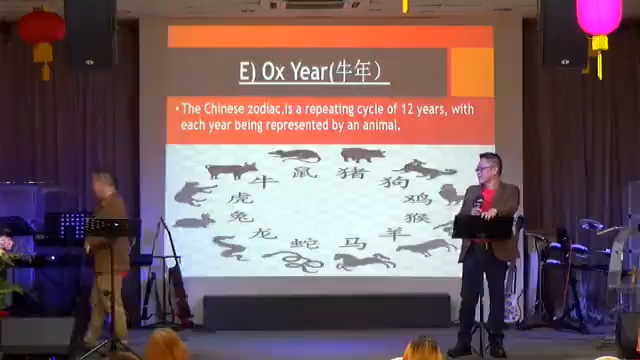 E) Ox Year(牛年)
• The Chinese zodiac,is a repeating cycle of 12 years, with
each year being represented by an animal.
鼠 猪
牛 狗
虎 鸡
兔 猴
龙 羊
蛇 马